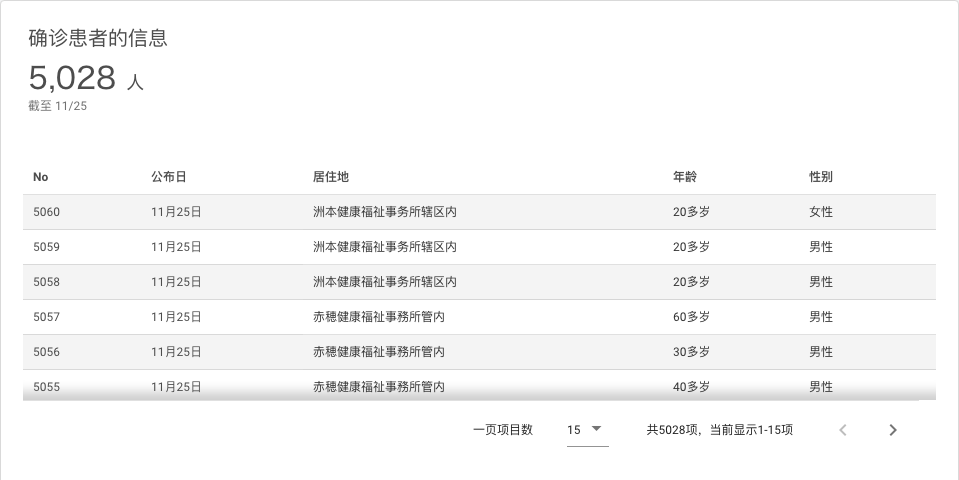 确诊患者的信息
5,028 人
截至 11/25
No 公布日 居住地 年龄 性别
5060 11月25日 洲本健康福祉事务所辖区内 20多岁 女性
5059 11月25日 洲本健康福祉事务所辖区内 20多岁 男性
5058 11月25日 洲本健康福祉事务所辖区内 20多岁 男性
5057 11月25日 赤穂健康福祉事務所管内 60多岁 男性
5056 11月25日 赤穂健康福祉事務所管内 30多岁 男性
5055 11月25日 赤穂健康福祉事務所管内 40多岁 男性
一页项目数 15 共5028项，当前显示1-15项